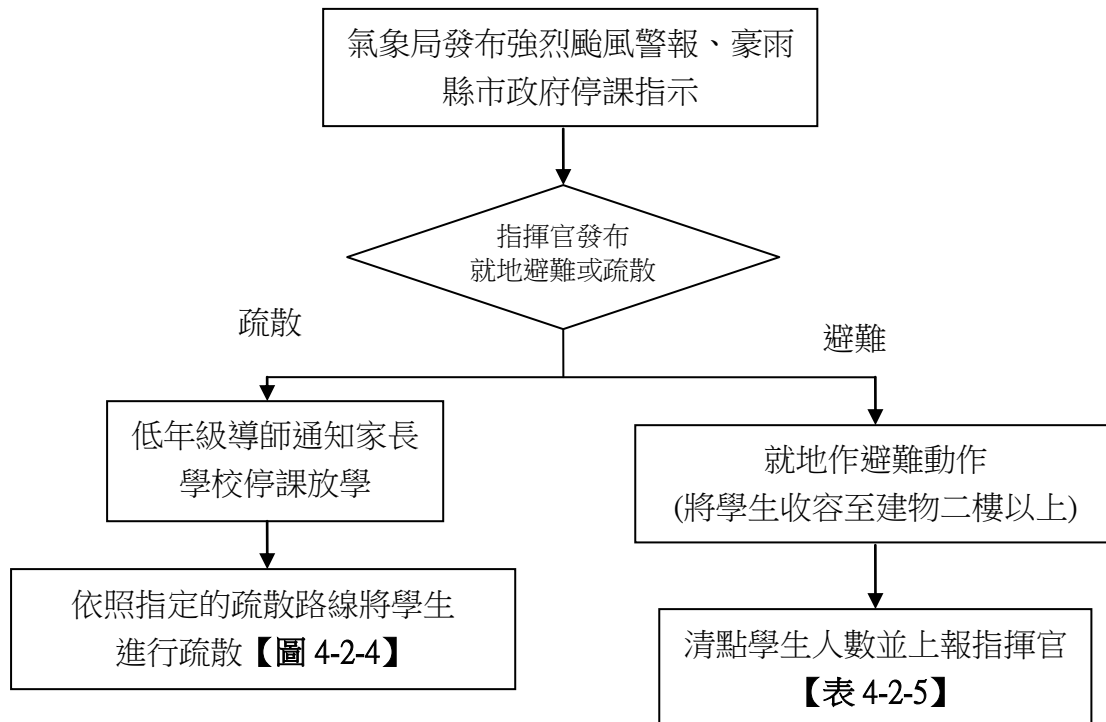 氣象局發布強烈颱風警報、豪雨
縣市政府停課指示
指揮官發布
就地避難或疏散
疏散
避難
低年級導師通知家長
學校停課放學
就地作避難動作
(將學生收容至建物二樓以上)
依照指定的疏散路線將學生
進行疏散【圖 4-2-4】
清點學生人數並上報指揮官
【表 4-2-5】